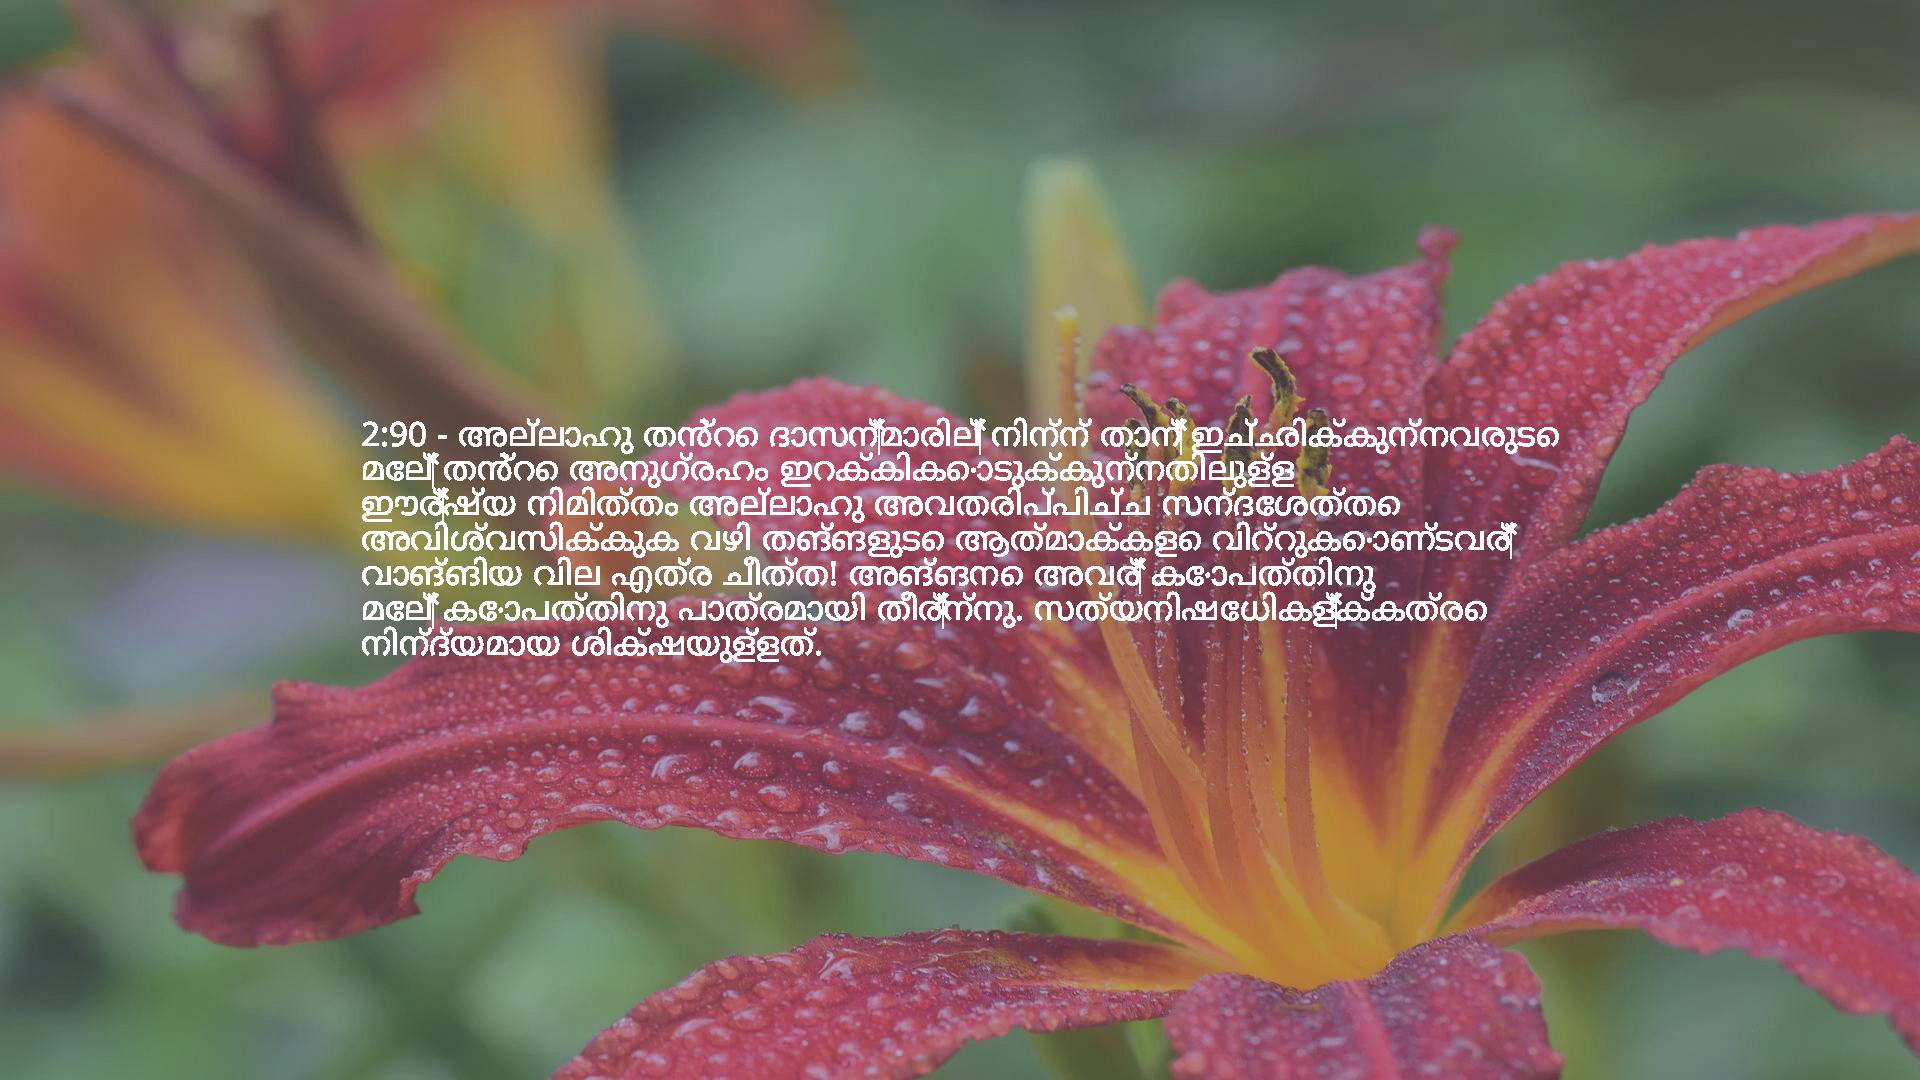 2:90 - അല്ലാഹു തന്‍റെ ദാസന്‍മാരില്‍ നിന്ന് താന്‍ ഇച്ഛിക്കുന്നവരുടെ
മേല്‍ തന്‍റെ അനുഗ്രഹം ഇറക്കികൊടുക്കുന്നതിലുള്ള
ഈര്‍ഷ്യ നിമിത്തം അല്ലാഹു അവതരിപ്പിച്ച സന്ദേശത്തെ
അവിശ്വസിക്കുക വഴി തങ്ങളുടെ ആത്മാക്കളെ വിറ്റുകൊണ്ടവര്‍
വാങ്ങിയ വില എത്ര ചീത്ത! അങ്ങനെ അവര്‍ കോപത്തിനു
മേല്‍ കോപത്തിനു പാത്രമായി തീര്‍ന്നു. സത്യനിഷേധികള്‍ക്കത്രെ
നിന്ദ്യമായ ശിക്ഷയുള്ളത്.